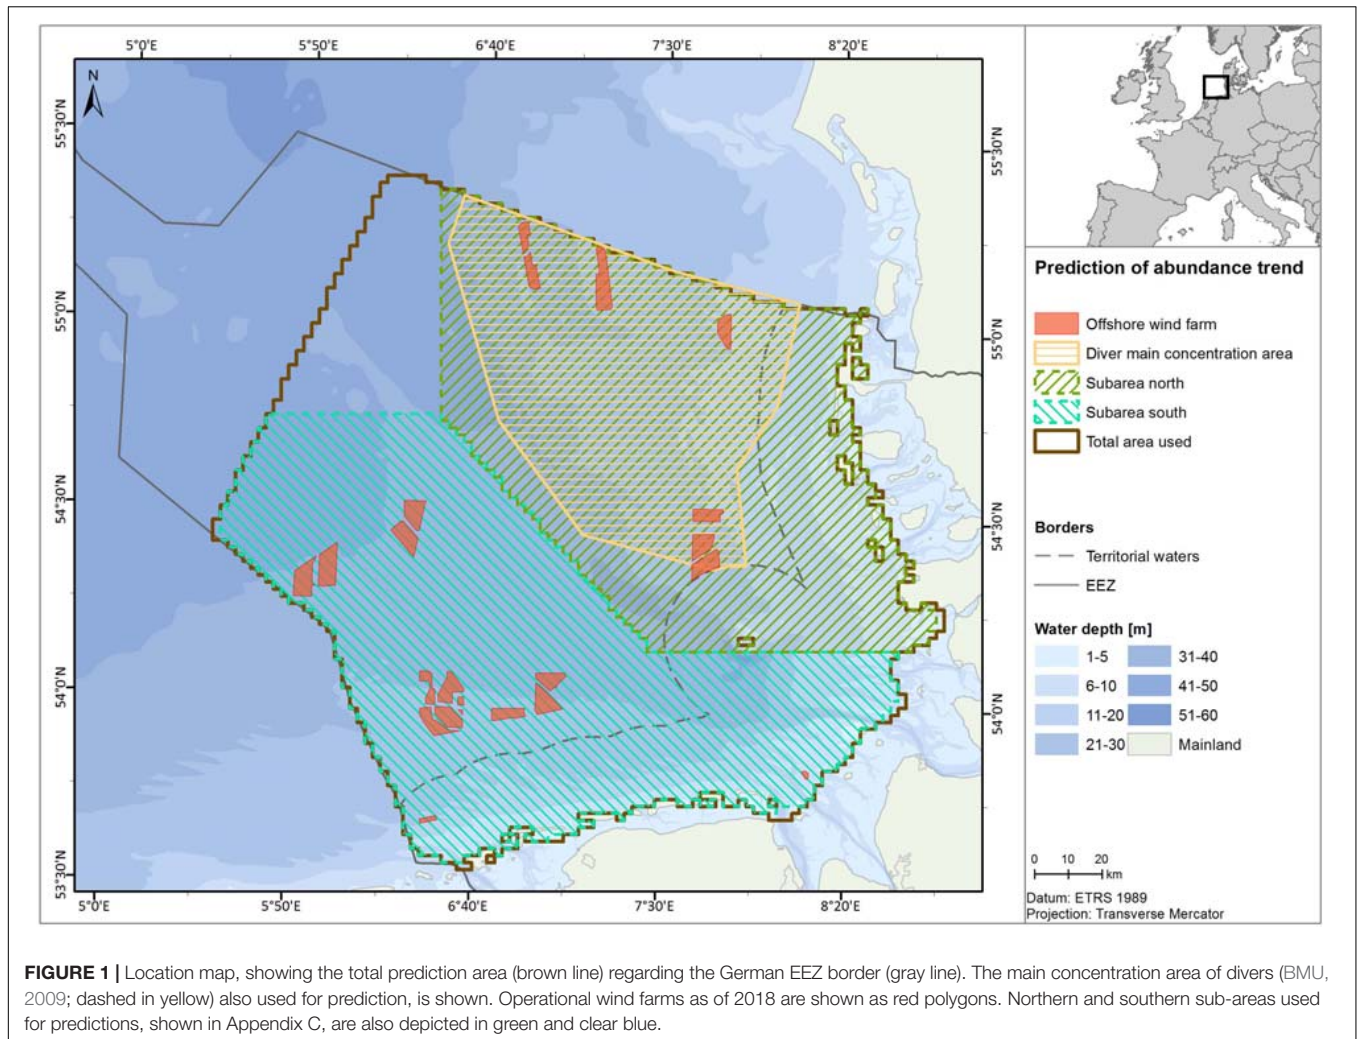 5°0'E 5°50'E 6°40'E 7°30'E 8°20'E
N
55°30'N
55°0'N
54°30'N
54°0'N
53°30'N
55°30'N
55°0'N
54°30'N
54°0'N
5°0'E 5°50'E 6°40'E 7°30'E 8°20'E
Prediction of abundance trend
Offshore wind farm
Diver main concentration area
Subarea north
Subarea south
Total area used
Borders
Territorial waters
EEZ
Water depth [m]
1-5 31-40
6-10 41-50
11-20 51-60
21-30 Mainland
0 10 20
km
Datum: ETRS 1989
Projection: Transverse Mercator
FIGURE 1 | Location map, showing the total prediction area (brown line) regarding the German EEZ border (gray line). The main concentration area of divers (BMU,
2009; dashed in yellow) also used for prediction, is shown. Operational wind farms as of 2018 are shown as red polygons. Northern and southern sub-areas used
for predictions, shown in Appendix C, are also depicted in green and clear blue.